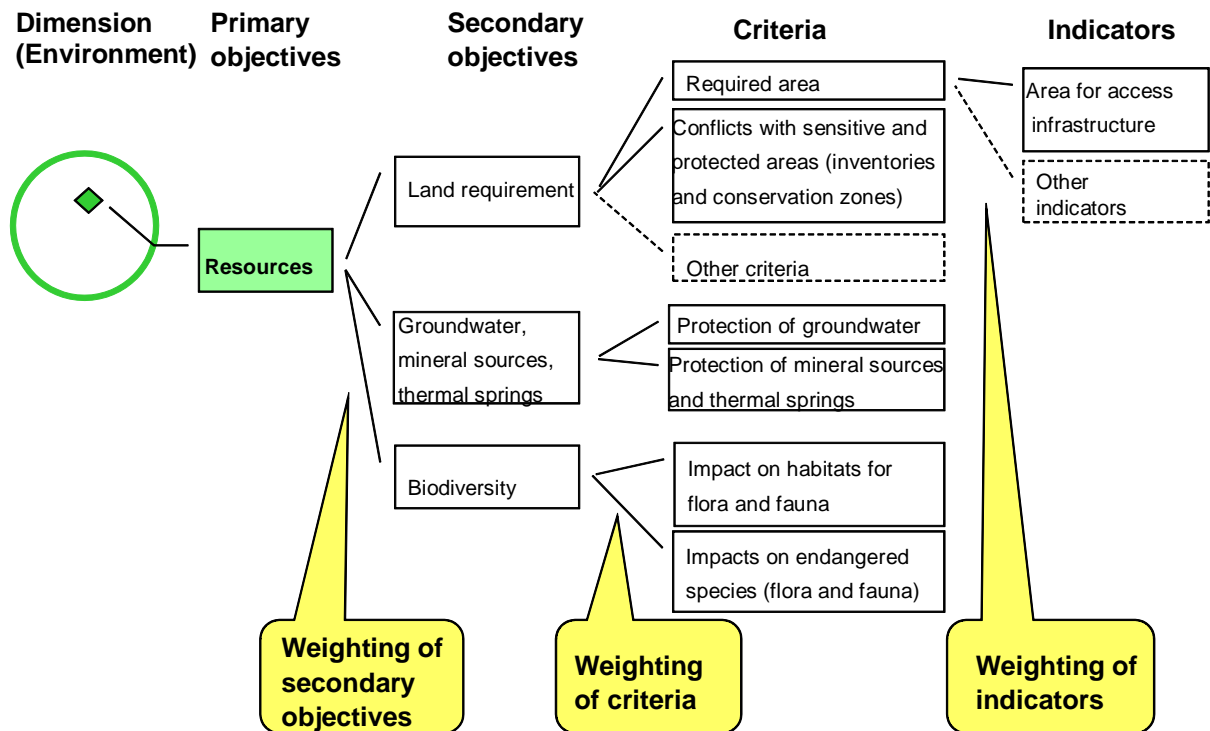 Dimension
(Environment)
Primary
objectives
Secondary
objectives
Criteria
Indicators
Resources
Land requirement
Required area
Conflicts with sensitive and
protected areas (inventories
and conservation zones)
Other criteria
Area for access
infrastructure
Other
indicators
Groundwater,
mineral sources,
thermal springs
Protection of groundwater
Protection of mineral sources
and thermal springs
Biodiversity
Impact on habitats for
flora and fauna
Impacts on endangered
species (flora and fauna)
Weighting of
secondary
objectives
Weighting
of criteria
Weighting of
indicators